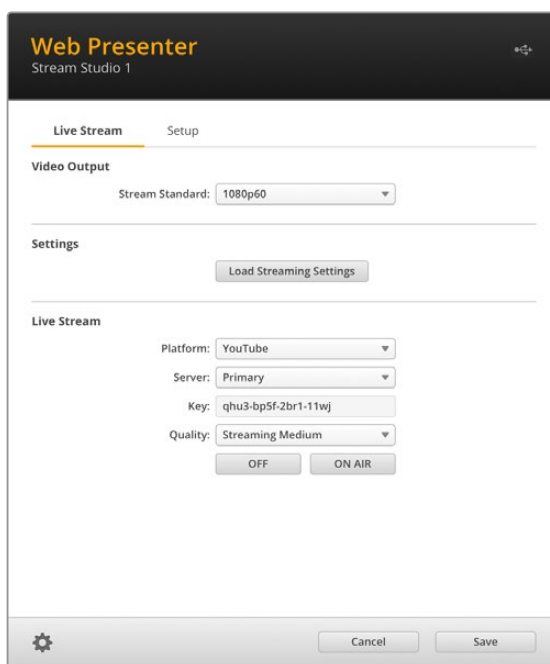 Web Presenter
Stream Studio 1
Live Stream Setup
Video Output
Stream Standard: 1080p60
Settings
Load Streaming Settings
Live Stream
Platform: YouTube
Server: Primary
Key: qhu3-bp5f-2br1-11wj
Quality: Streaming Medium
OFF ON AIR
Cancel Save